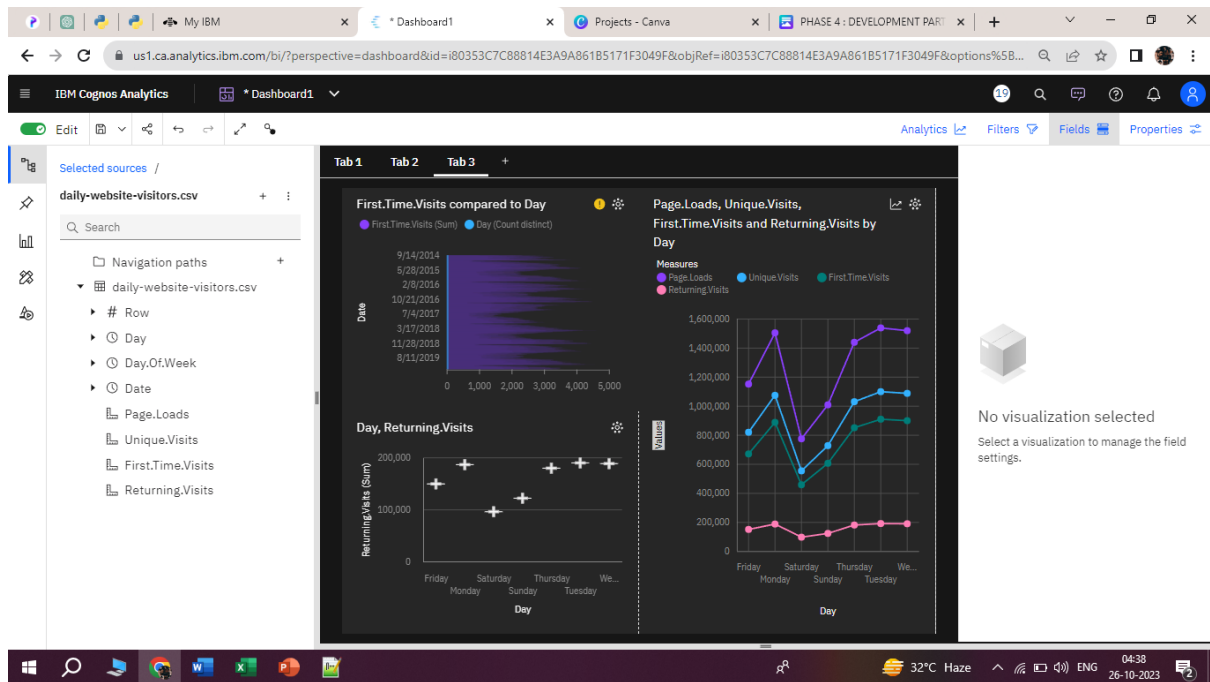 My IBM
* Dashboard1
Projects - Canva
PHASE 4 : DEVELOPMENT PART
us1.ca.analytics.ibm.com/bi/?perspective=dashboard&id=i80353C7C88814E3A9A861B5171F3049F&objRef=i80353C7C88814E3A9A861B5171F3049F&options%5B...
IBM Cognos Analytics
* Dashboard1
19
Edit
Analytics
Filters
Fields
Properties
Selected sources /
daily-website-visitors.csv
Search
Navigation paths
daily-website-visitors.csv
# Row
Day
Day.Of.Week
Date
Page.Loads
Unique.Visits
First.Time.Visits
Returning.Visits
Tab 1
Tab 2
Tab 3
First.Time.Visits compared to Day
First.Time.Visits (Sum) Day (Count distinct)
Date
9/14/2014
5/28/2015
2/8/2016
10/21/2016
7/4/2017
3/17/2018
11/28/2018
8/11/2019
0 1,000 2,000 3,000 4,000 5,000
Day, Returning.Visits
Returning.Visits (Sum)
200,000
100,000
0
Friday Saturday Thursday We...
Monday Sunday Tuesday
Day
Page.Loads, Unique.Visits,
First.Time.Visits and Returning.Visits by
Day
Measures
Page.Loads Unique.Visits First.Time.Visits
Returning.Visits
Values
1,600,000
1,400,000
1,200,000
1,000,000
800,000
600,000
400,000
200,000
0
Friday Saturday Thursday We...
Monday Sunday Tuesday
Day
No visualization selected
Select a visualization to manage the field
settings.
32°C Haze
ENG
04:38
26-10-2023
2